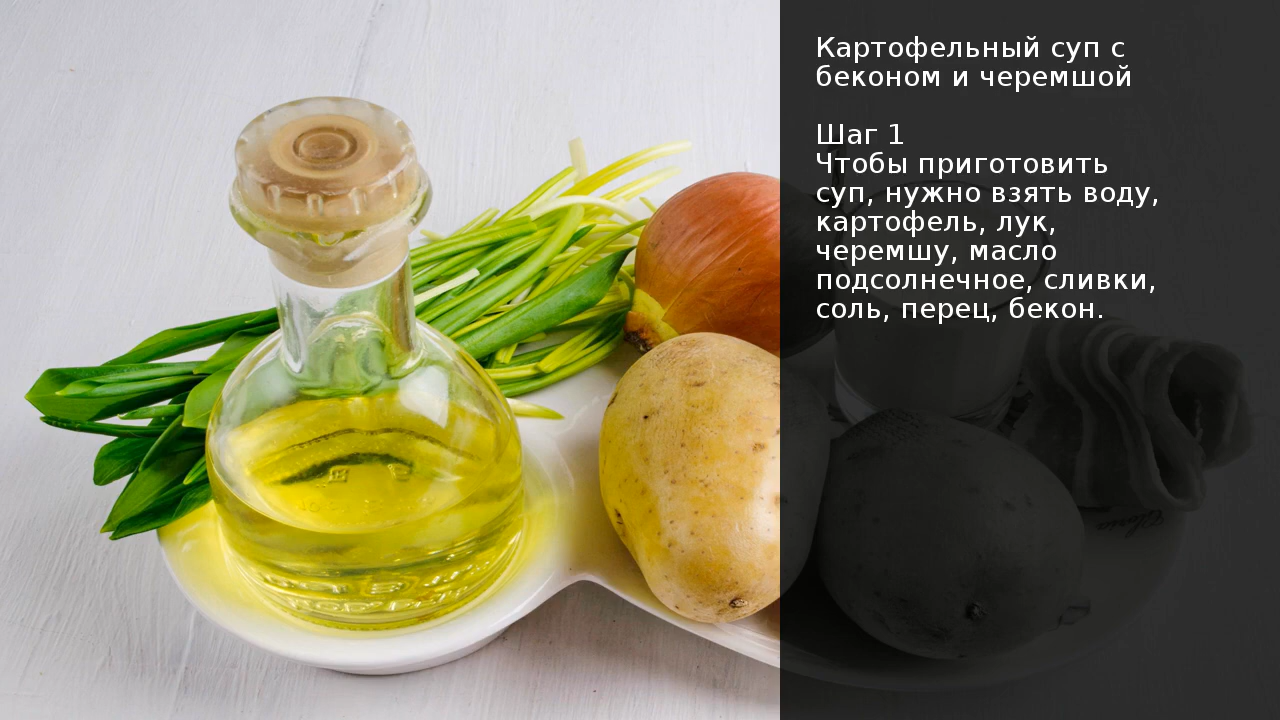 Картофельный суп с
беконом и черемшой
Шаг 1
Чтобы приготовить
суп, нужно взять воду,
картофель, лук,
черемшу, масло
подсолнечное, сливки,
соль, перец, бекон.